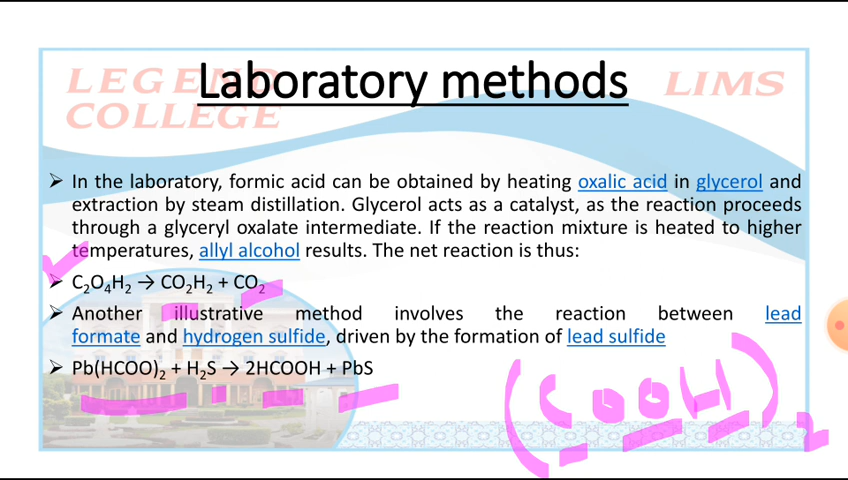 LEGEND
COLLEGE
LIMS
Laboratory methods
➤ In the laboratory, formic acid can be obtained by heating oxalic acid in glycerol and
extraction by steam distillation. Glycerol acts as a catalyst, as the reaction proceeds
through a glyceryl oxalate intermediate. If the reaction mixture is heated to higher
temperatures, allyl alcohol results. The net reaction is thus:
➤ C₂O₄H₂ → CO₂H₂ + CO₂
➤ Another illustrative method involves the reaction between lead
formate and hydrogen sulfide, driven by the formation of lead sulfide
➤ Pb(HCOO)₂ + H₂S → 2HCOOH + PbS
(COOH)₂